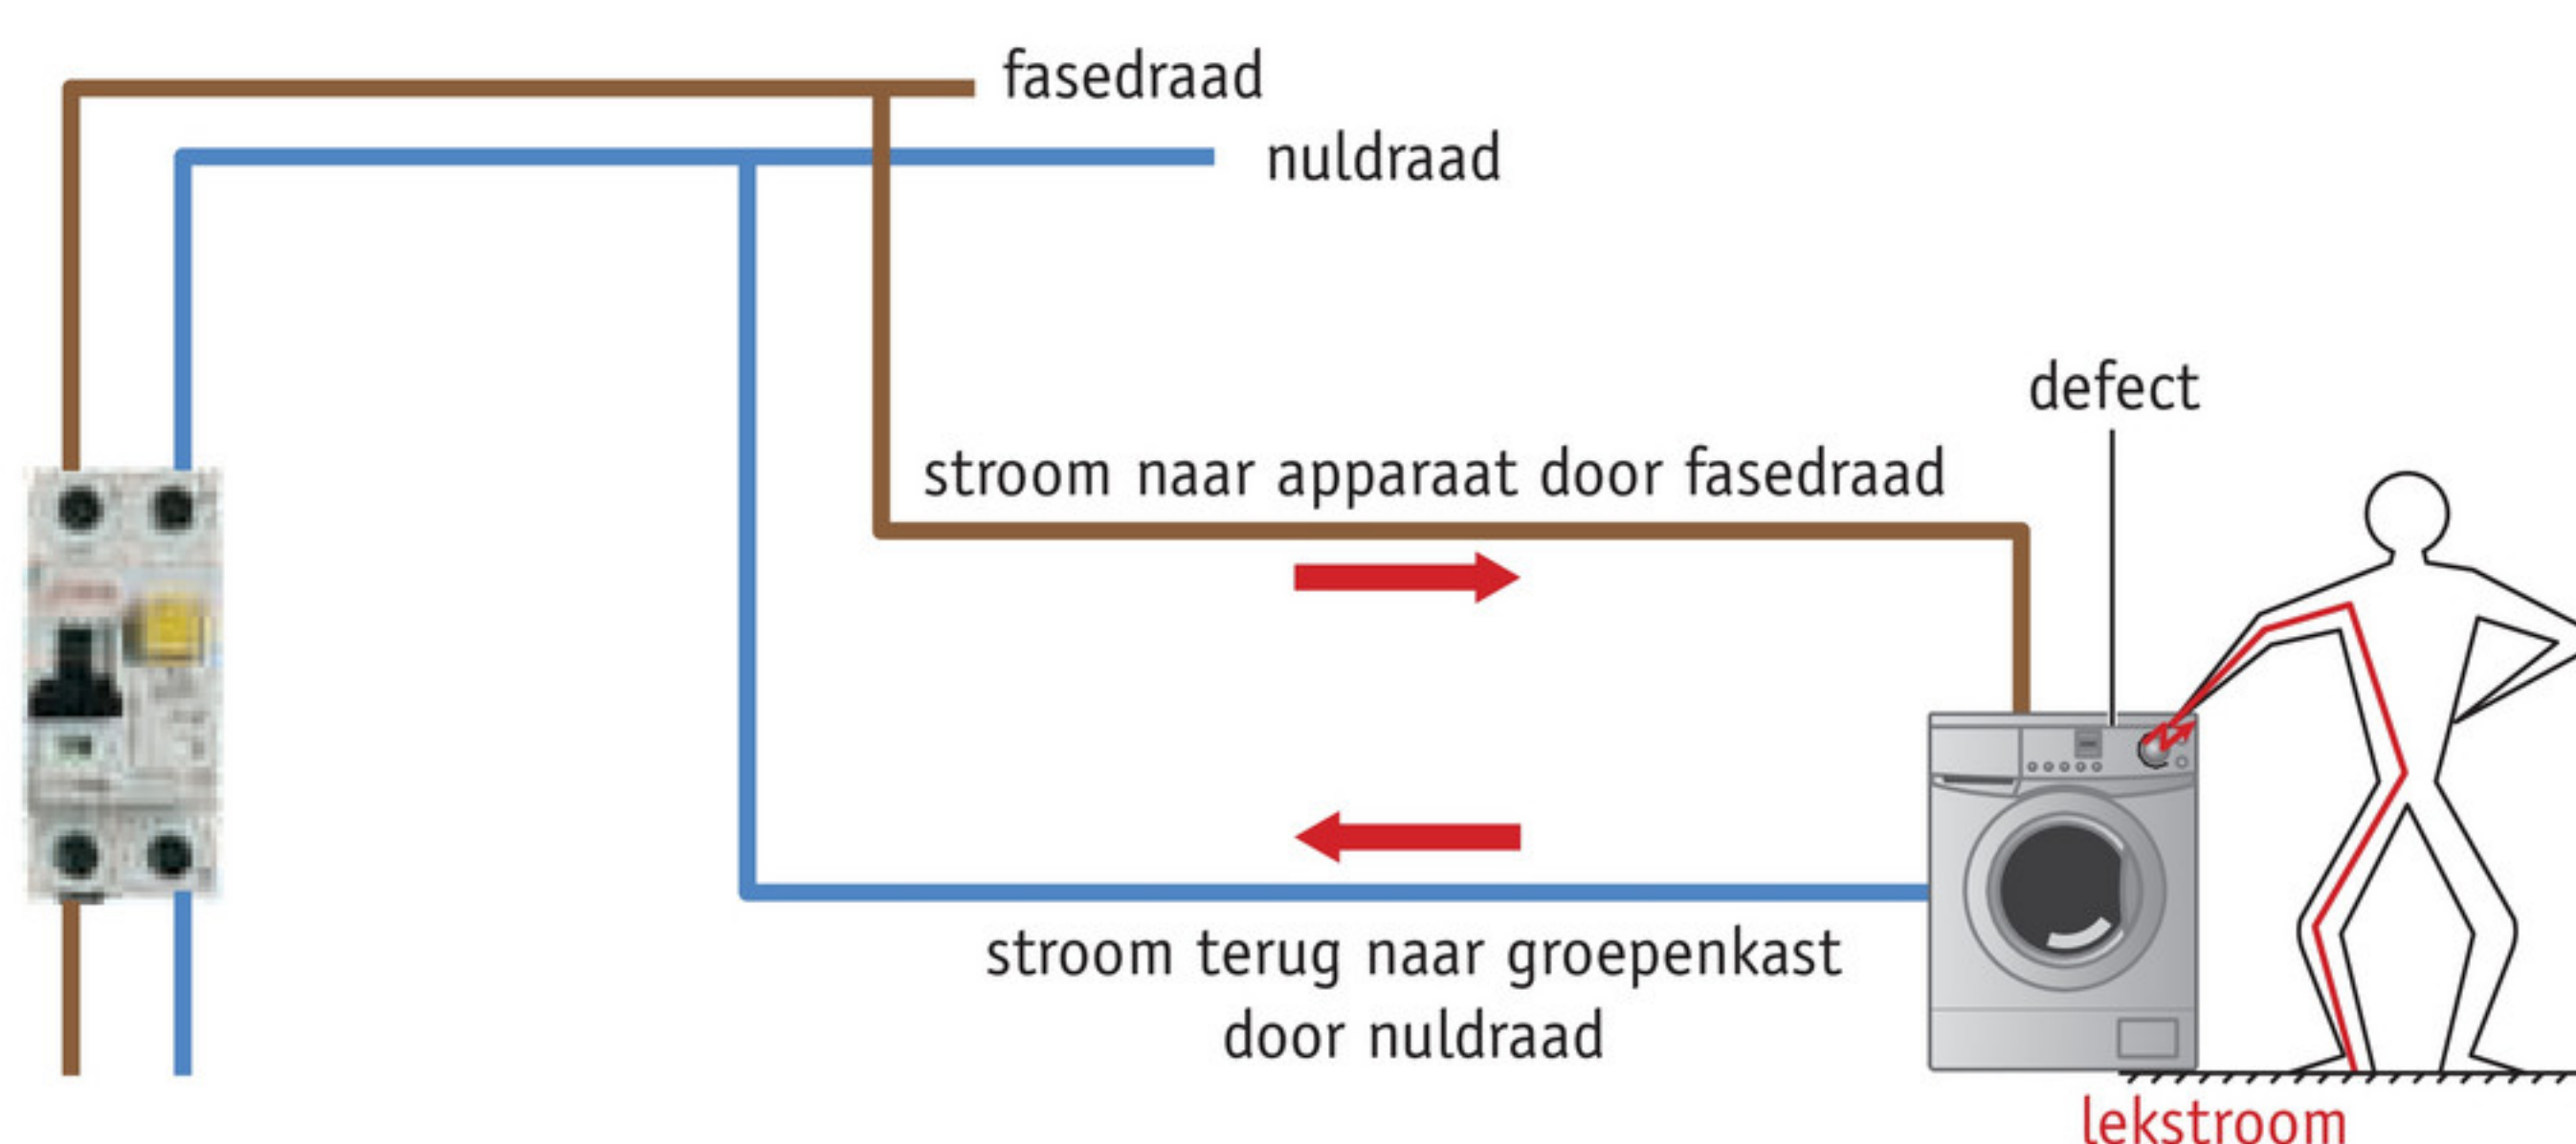 fasedraad
nuldraad
defect
stroom naar apparaat door fasedraad
stroom terug naar groepenkast
door nuldraad
lekstroom